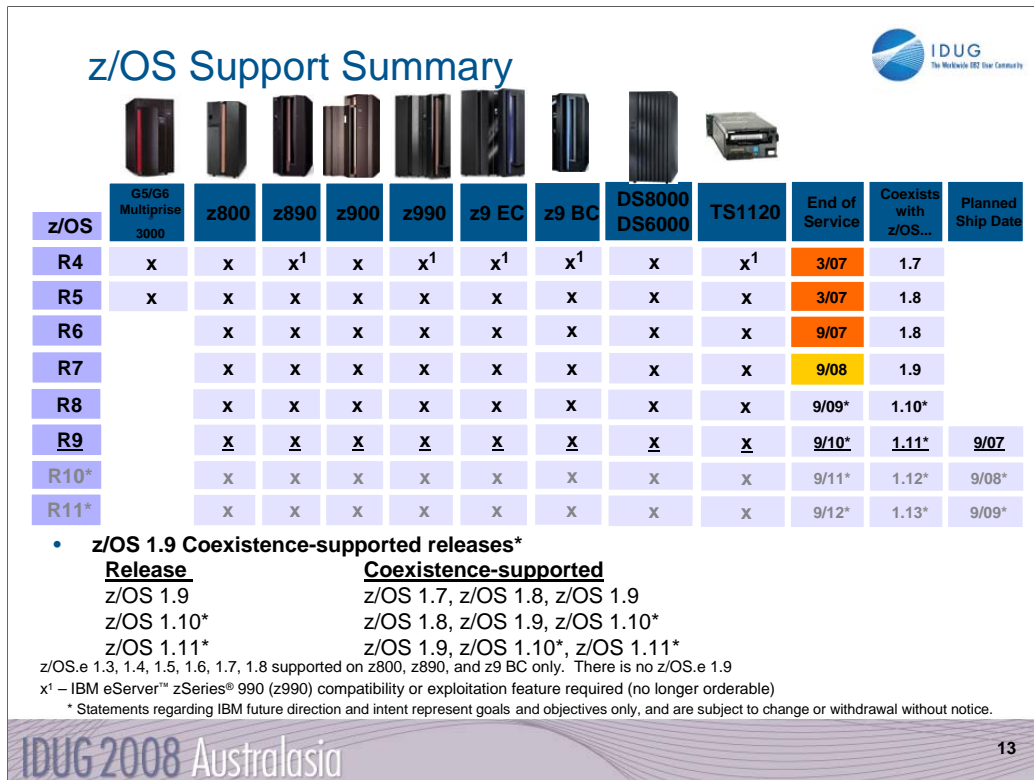 z/OS Support Summary
IDUG
The Worldwide DB2 User Community
z/OS G5/G6 Multiprise 3000 z800 z890 z900 z990 z9 EC z9 BC DS8000 DS6000 TS1120 End of Service Coexists with z/OS... Planned Ship Date
R4 x x x¹ x x¹ x¹ x¹ x x¹ 3/07 1.7
R5 x x x x x x x x x 3/07 1.8
R6 x x x x x x x x 9/07 1.8
R7 x x x x x x x x 9/08 1.9
R8 x x x x x x x x 9/09* 1.10*
R9 x x x x x x x x 9/10* 1.11* 9/07
R10* x x x x x x x x 9/11* 1.12* 9/08*
R11* x x x x x x x x 9/12* 1.13* 9/09*
• z/OS 1.9 Coexistence-supported releases*
Release Coexistence-supported
z/OS 1.9 z/OS 1.7, z/OS 1.8, z/OS 1.9
z/OS 1.10* z/OS 1.8, z/OS 1.9, z/OS 1.10*
z/OS 1.11* z/OS 1.9, z/OS 1.10*, z/OS 1.11*
z/OS.e 1.3, 1.4, 1.5, 1.6, 1.7, 1.8 supported on z800, z890, and z9 BC only. There is no z/OS.e 1.9
x¹ – IBM eServer™ zSeries® 990 (z990) compatibility or exploitation feature required (no longer orderable)
* Statements regarding IBM future direction and intent represent goals and objectives only, and are subject to change or withdrawal without notice.
IDUG 2008 Australasia
13